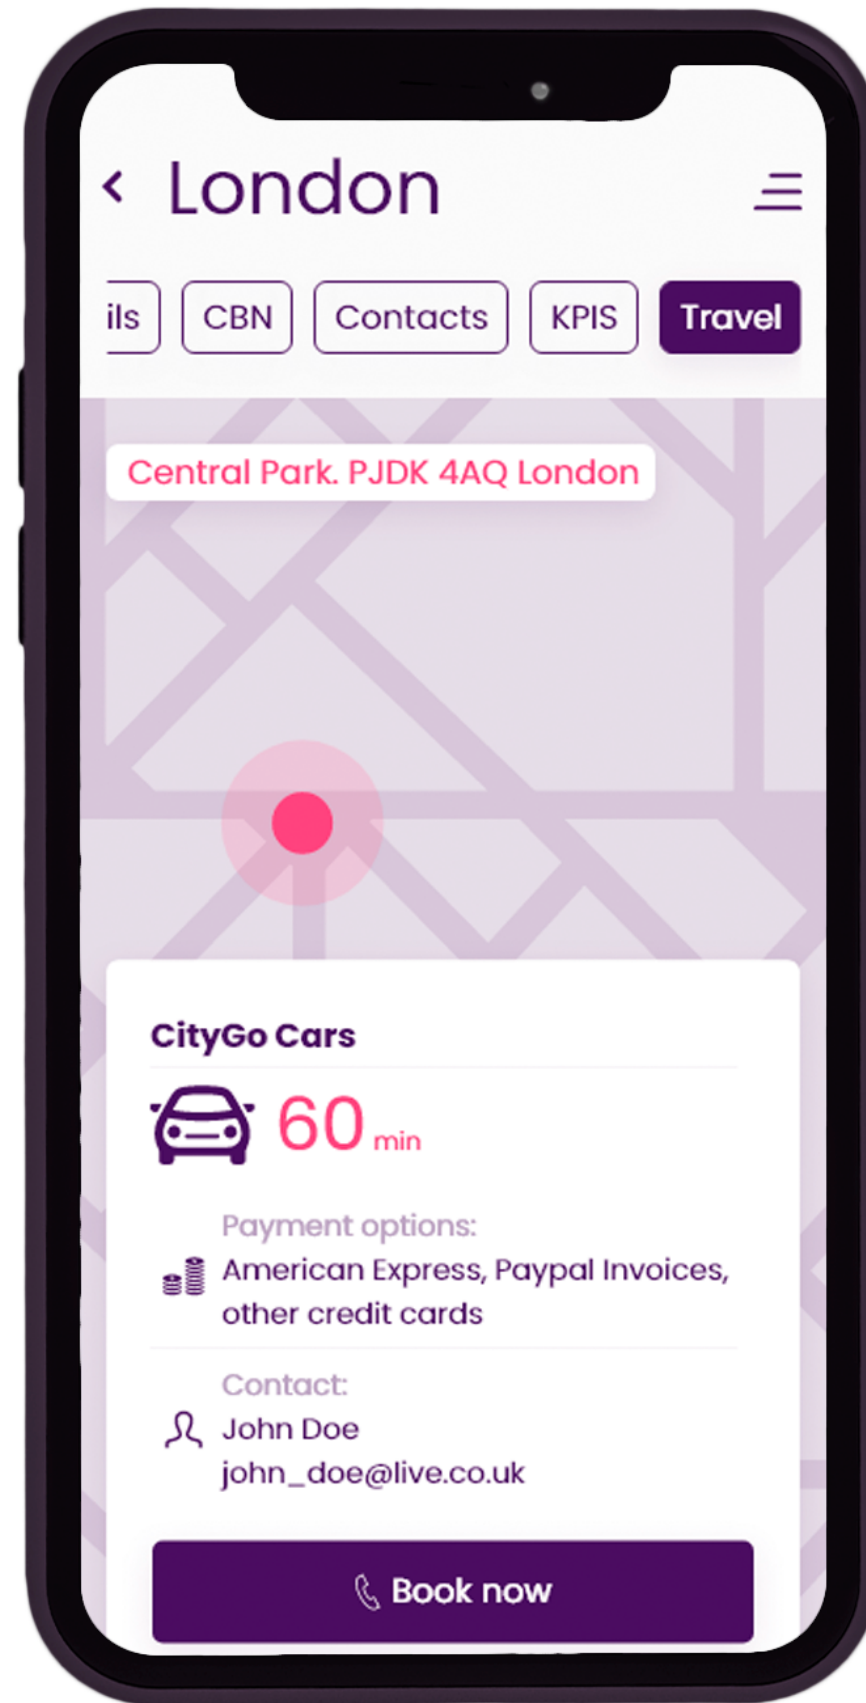 London
ils
CBN
Contacts
KPIS
Travel
Central Park. PJDK 4AQ London
CityGo Cars
60 min
Payment options:
American Express, Paypal Invoices,
other credit cards
Contact:
John Doe
john_doe@live.co.uk
Book now